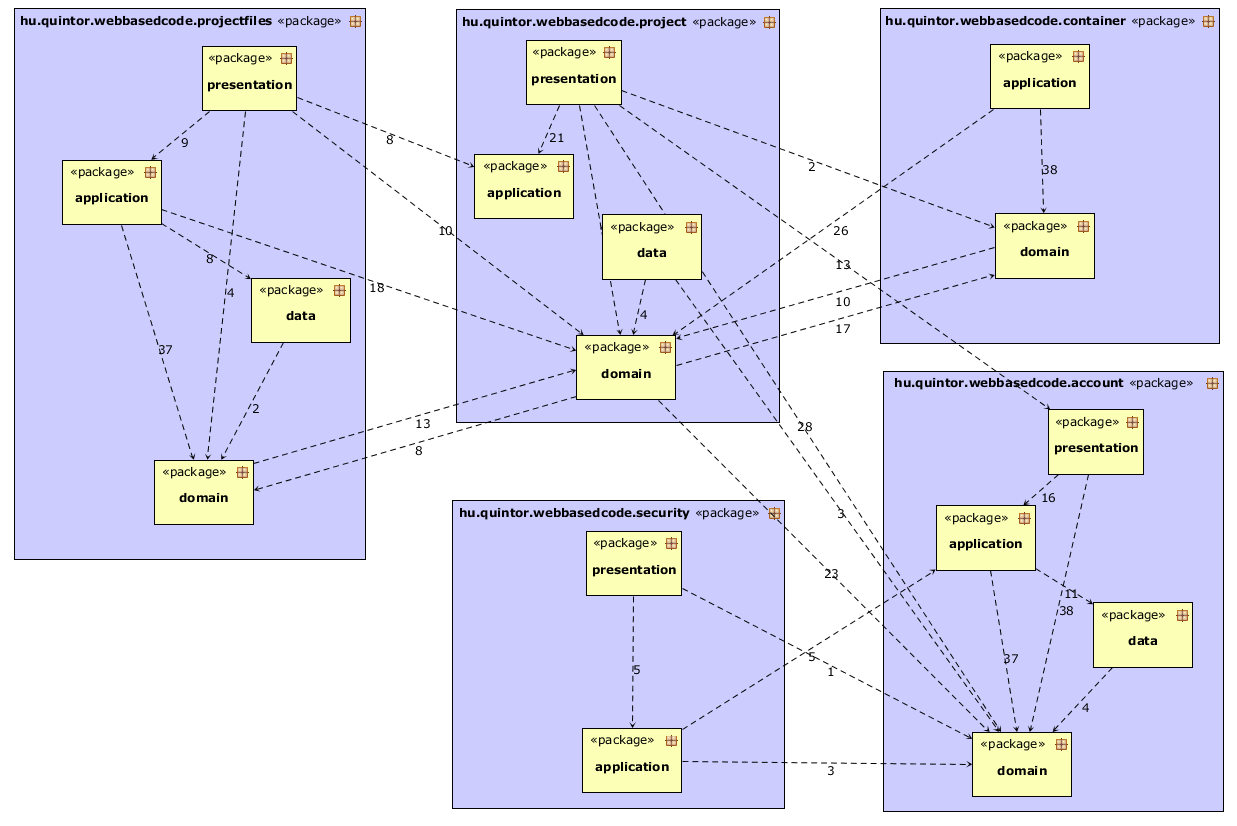 hu.quintor.webbasedcode.projectfiles «package»
«package»
presentation
9
8
«package»
application
10
8
18
4
«package»
data
37
2
13
8
«package»
domain
hu.quintor.webbasedcode.project «package»
«package»
presentation
21
«package»
application
«package»
data
4
«package»
domain
2
26
13
10
17
28
3
23
hu.quintor.webbasedcode.container «package»
«package»
application
38
«package»
domain
hu.quintor.webbasedcode.security «package»
«package»
presentation
5
5
1
«package»
application
3
hu.quintor.webbasedcode.account «package»
«package»
presentation
16
«package»
application
11
38
«package»
data
37
4
«package»
domain